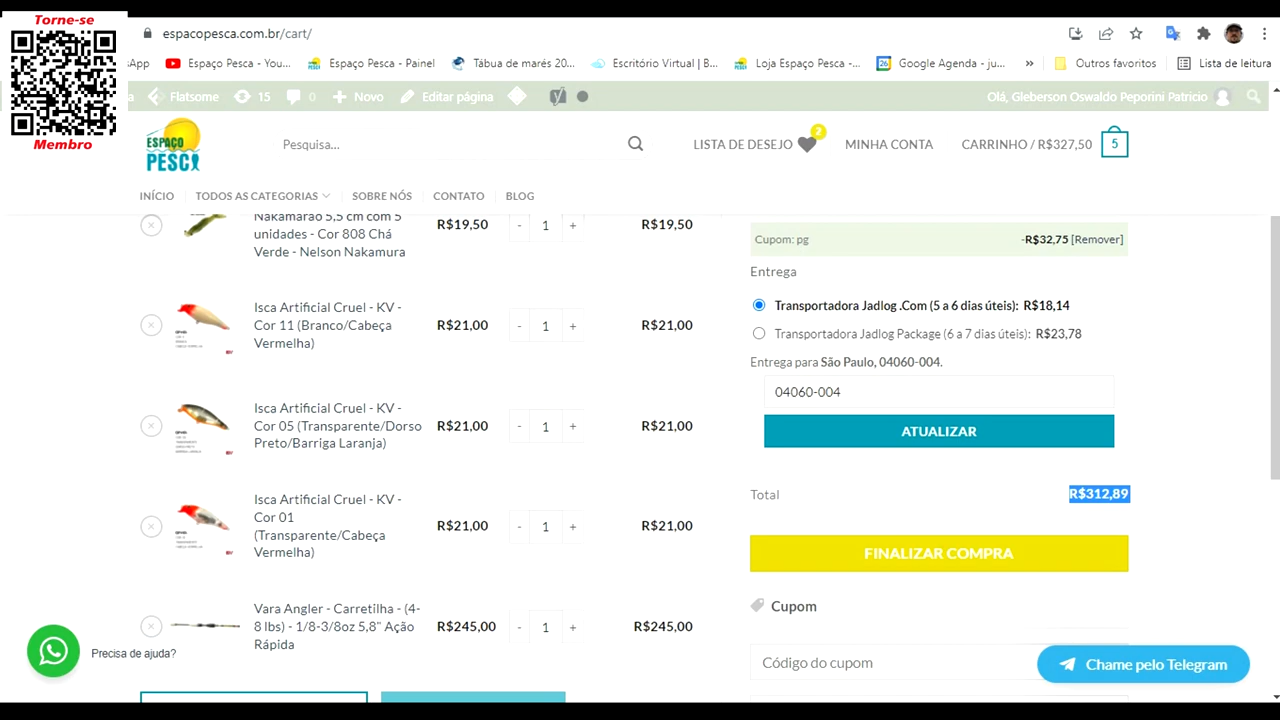 Torne-se
Membro
espacopesca.com.br/cart/
App
Espaço Pesca - You...
Espaço Pesca - Painel
Tábua de marés 20...
Escritório Virtual | B...
Loja Espaço Pesca -...
Google Agenda - ju...
»
Outros favoritos
Lista de leitura
a
Flatsome
15
0
Novo
Editar página
Olá, Gleberson Oswaldo Peporini Patricio
ESPAÇO
PESCA
Pesquisa...
LISTA DE DESEJO
2
MINHA CONTA
CARRINHO / R$327,50
5
INÍCIO
TODOS AS CATEGORIAS
SOBRE NÓS
CONTATO
BLOG
Nakamarão 5,5 cm com 5
unidades - Cor 808 Chá
Verde - Nelson Nakamura
R$19,50
- 1 +
R$19,50
Isca Artificial Cruel - KV -
Cor 11 (Branco/Cabeça
Vermelha)
R$21,00
- 1 +
R$21,00
Isca Artificial Cruel - KV -
Cor 05 (Transparente/Dorso
Preto/Barriga Laranja)
R$21,00
- 1 +
R$21,00
Isca Artificial Cruel - KV -
Cor 01
(Transparente/Cabeça
Vermelha)
R$21,00
- 1 +
R$21,00
Vara Angler - Carretilha - (4-
8 lbs) - 1/8-3/8oz 5,8" Ação
Rápida
R$245,00
- 1 +
R$245,00
Cupom: pg
-R$32,75 [Remover]
Entrega
Transportadora Jadlog .Com (5 a 6 dias úteis): R$18,14
Transportadora Jadlog Package (6 a 7 dias úteis): R$23,78
Entrega para São Paulo, 04060-004.
04060-004
ATUALIZAR
Total
R$312,89
FINALIZAR COMPRA
Cupom
Código do cupom
Precisa de ajuda?
Chame pelo Telegram